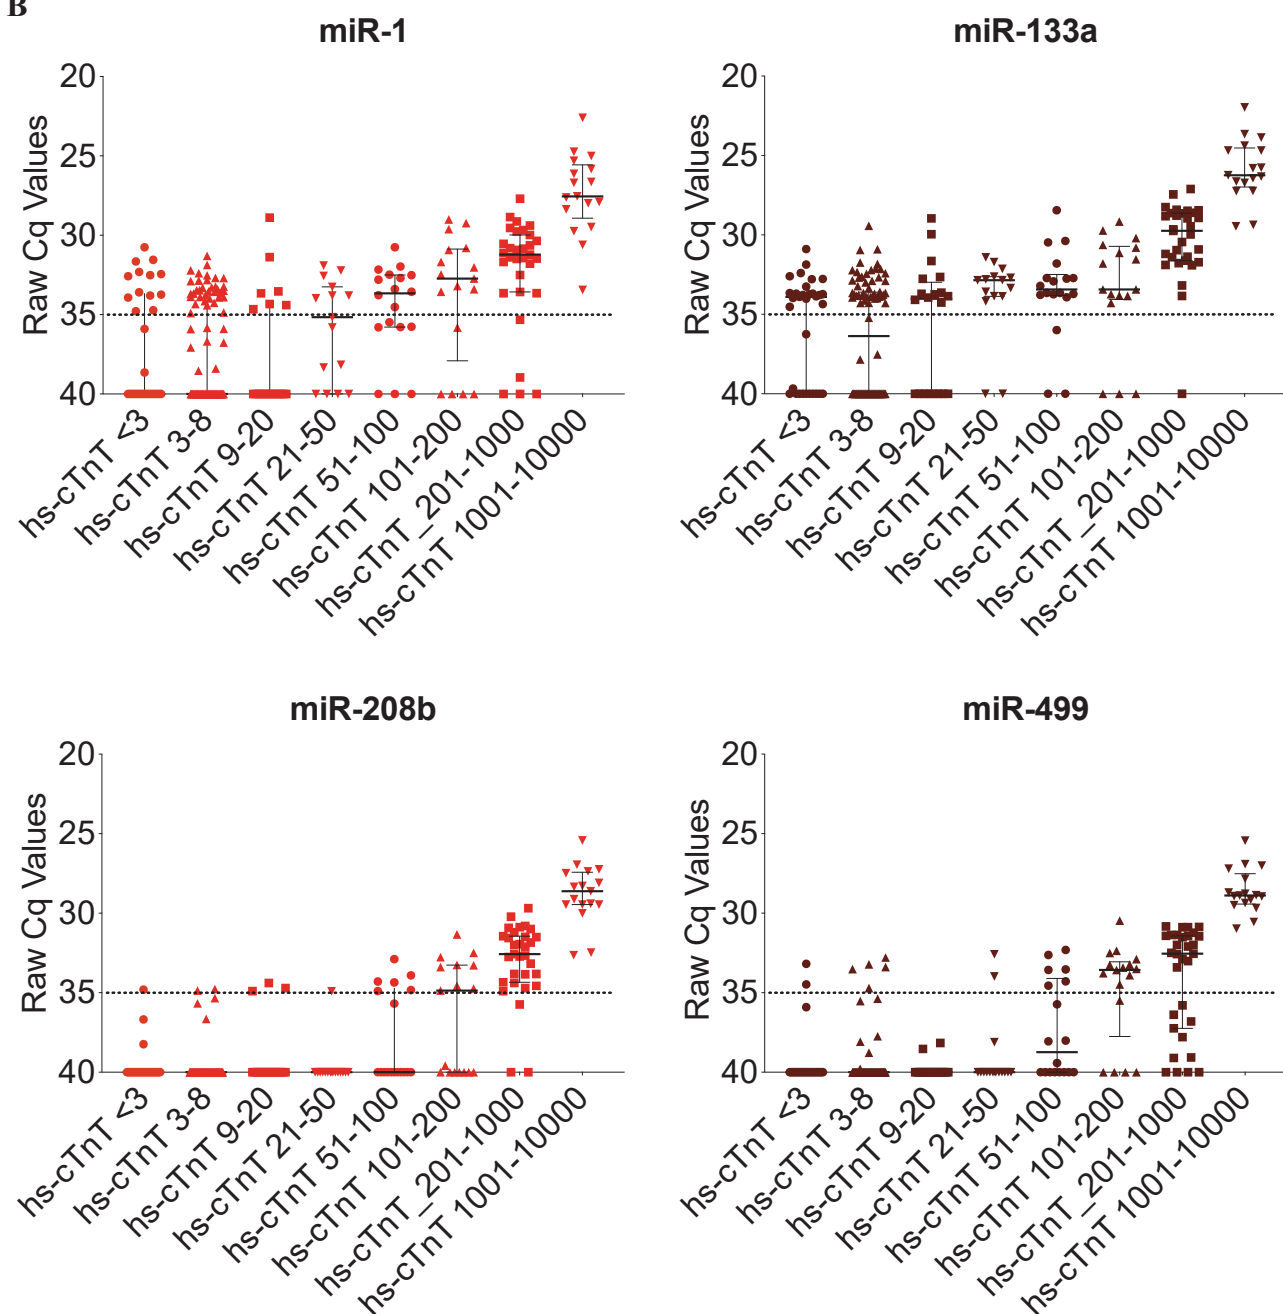 B
miR-1
20
25
30
35
40
Raw Cq Values
hs-cTnT <3
hs-cTnT 3-8
hs-cTnT 9-20
hs-cTnT 21-50
hs-cTnT 51-100
hs-cTnT 101-200
hs-cTnT_201-1000
hs-cTnT 1001-10000
miR-133a
20
25
30
35
40
Raw Cq Values
hs-cTnT <3
hs-cTnT 3-8
hs-cTnT 9-20
hs-cTnT 21-50
hs-cTnT 51-100
hs-cTnT 101-200
hs-cTnT_201-1000
hs-cTnT 1001-10000
miR-208b
20
25
30
35
40
Raw Cq Values
hs-cTnT <3
hs-cTnT 3-8
hs-cTnT 9-20
hs-cTnT 21-50
hs-cTnT 51-100
hs-cTnT 101-200
hs-cTnT_201-1000
hs-cTnT 1001-10000
miR-499
20
25
30
35
40
Raw Cq Values
hs-cTnT <3
hs-cTnT 3-8
hs-cTnT 9-20
hs-cTnT 21-50
hs-cTnT 51-100
hs-cTnT 101-200
hs-cTnT_201-1000
hs-cTnT 1001-10000